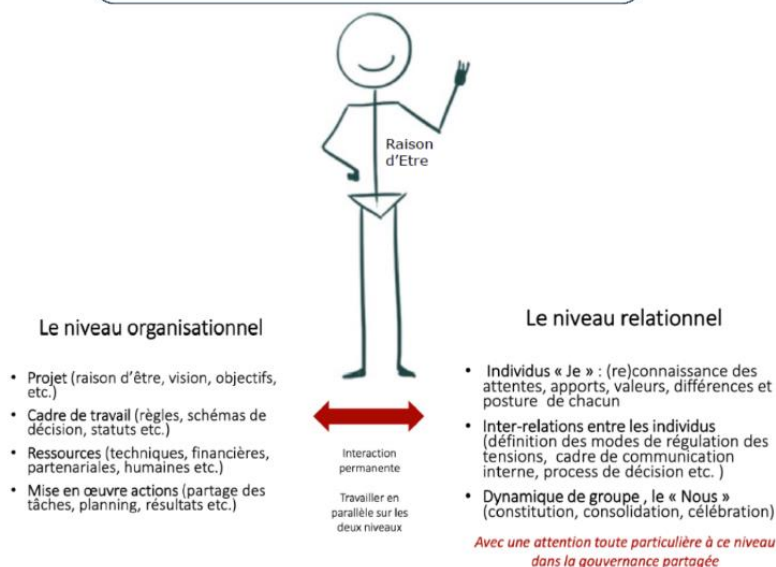 Raison
d'Etre
Le niveau organisationnel
• Projet (raison d'être, vision, objectifs,
etc.)
• Cadre de travail (règles, schémas de
décision, statuts etc.)
• Ressources (techniques, financières,
partenariales, humaines etc.)
• Mise en œuvre actions (partage des
tâches, planning, résultats etc.)
Interaction
permanente
Travailler en
parallèle sur les
deux niveaux
Le niveau relationnel
• Individus « Je » : (re)connaissance des
attentes, apports, valeurs, différences et
posture de chacun
• Inter-relations entre les individus
(définition des modes de régulation des
tensions, cadre de communication
interne, process de décision etc. )
• Dynamique de groupe , le « Nous »
(constitution, consolidation, célébration)
Avec une attention toute particulière à ce niveau
dans la gouvernance partagée